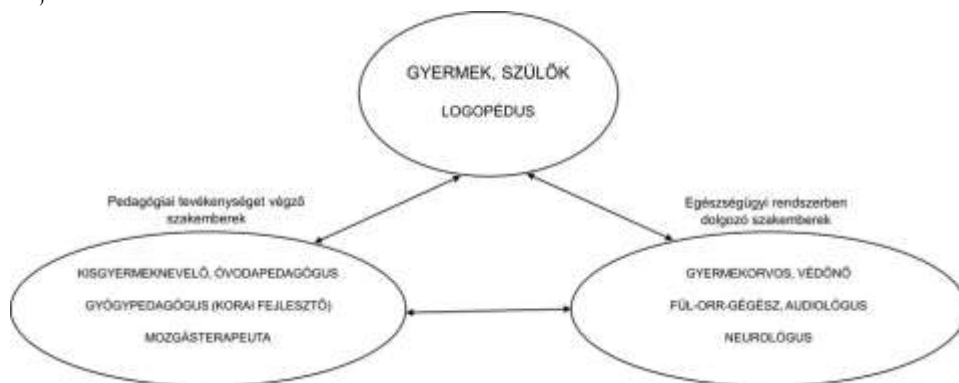 GYERMEK, SZÜLŐK
LOGOPÉDUS
Pedagógiai tevékenységet végző
szakemberek
Egészségügyi rendszerben
dolgozó szakemberek
KISGYERMEKNEVELŐ, ÓVODAPEDAGÓGUS
GYÓGYPEDAGÓGUS (KORAI FEJLESZTŐ)
MOZGÁSTERAPEUTA
GYERMEKORVOS, VÉDŐNŐ
FÜL-ORR-GÉGÉSZ, AUDIOLÓGUS
NEUROLÓGUS